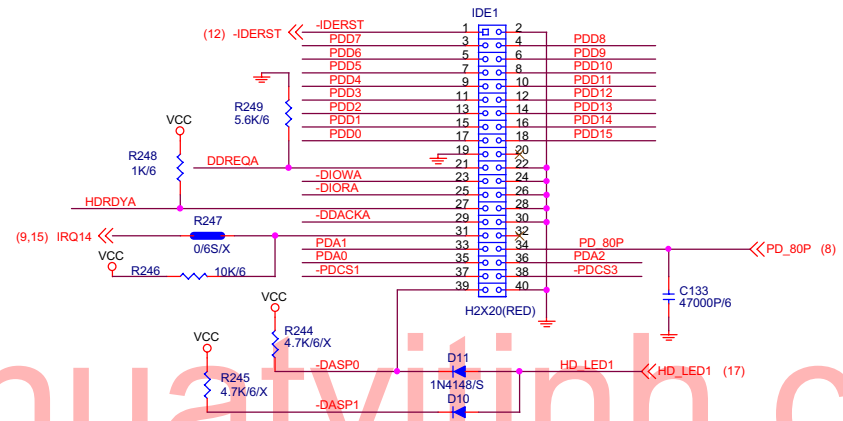 IDE1
(12) -IDERST -IDERST 1 2
PDD7 3 4 PDD8
PDD6 5 6 PDD9
PDD5 7 8 PDD10
PDD4 9 10 PDD11
PDD3 11 12 PDD12
R249
5.6K/6
PDD2 13 14 PDD13
PDD1 15 16 PDD14
PDD0 17 18 PDD15
VCC
19 20
R248
1K/6
DDREQA 21 22
-DIOWA 23 24
-DIORA 25 26
HDRDYA 27 28
-DDACKA 29 30
R247
(9,15) IRQ14 31 32
0/6S/X
PDA1 33 34 PD_80P PD_80P (8)
VCC
PDA0 35 36 PDA2
R246 10K/6 -PDCS1 37 38 -PDCS3
39 40
C133
47000P/6
VCC
H2X20(RED)
R244
4.7K/6/X
VCC
-DASP0 D11 HD_LED1 HD_LED1 (17)
1N4148/S
R245
4.7K/6/X
-DASP1 D10
nuatvitinh.c